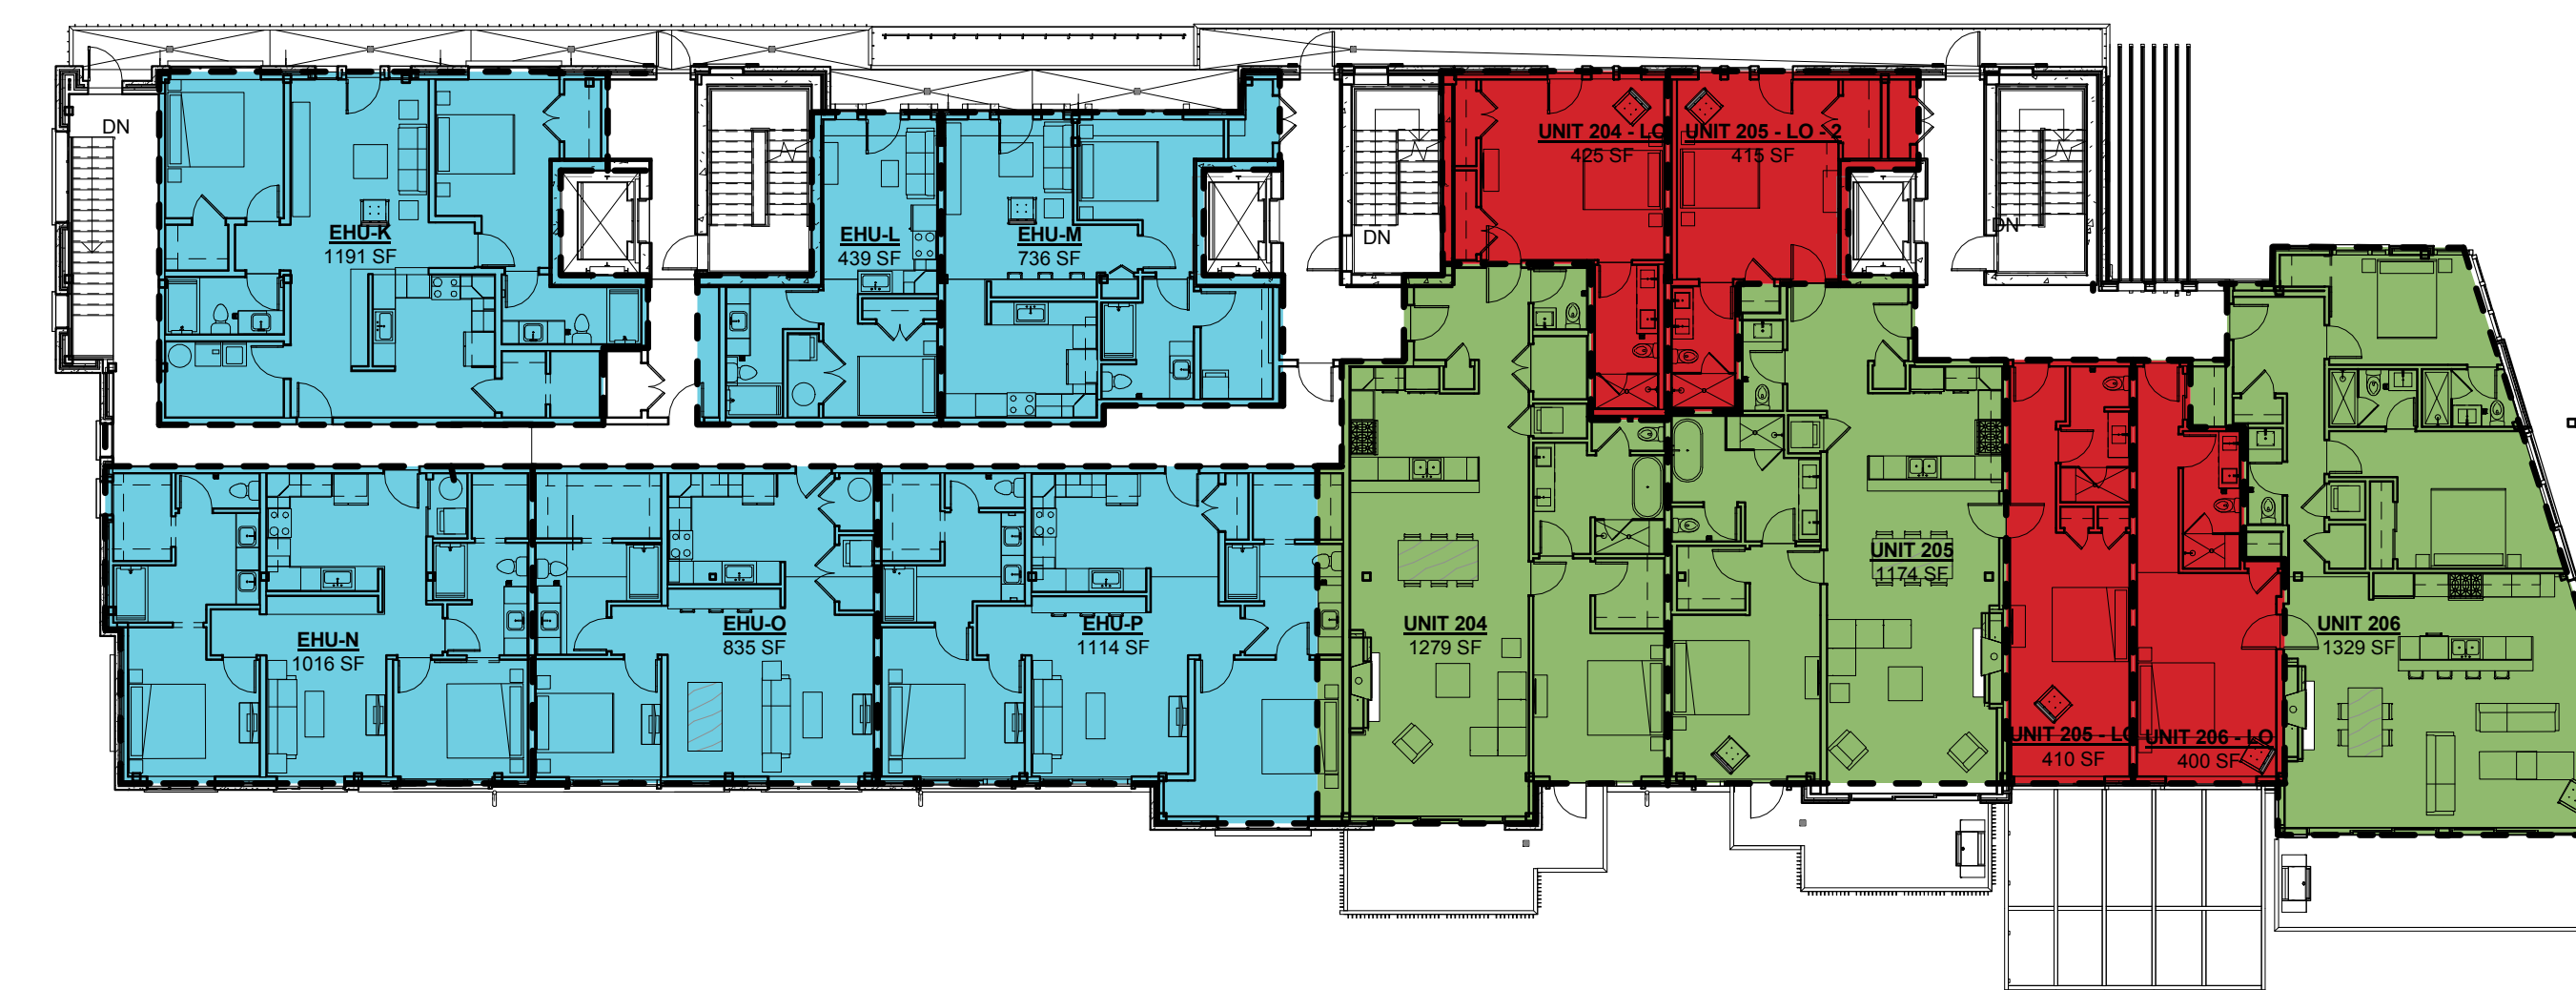 DN
EHU-K
1191 SF
EHU-L
439 SF
EHU-M
736 SF
DN
UNIT 204 - LO
425 SF
UNIT 205 - LO - 2
415 SF
DN
EHU-N
1016 SF
EHU-O
835 SF
EHU-P
1114 SF
UNIT 204
1279 SF
UNIT 205
1174 SF
UNIT 205 - LO
410 SF
UNIT 206 - LO
400 SF
UNIT 206
1329 SF